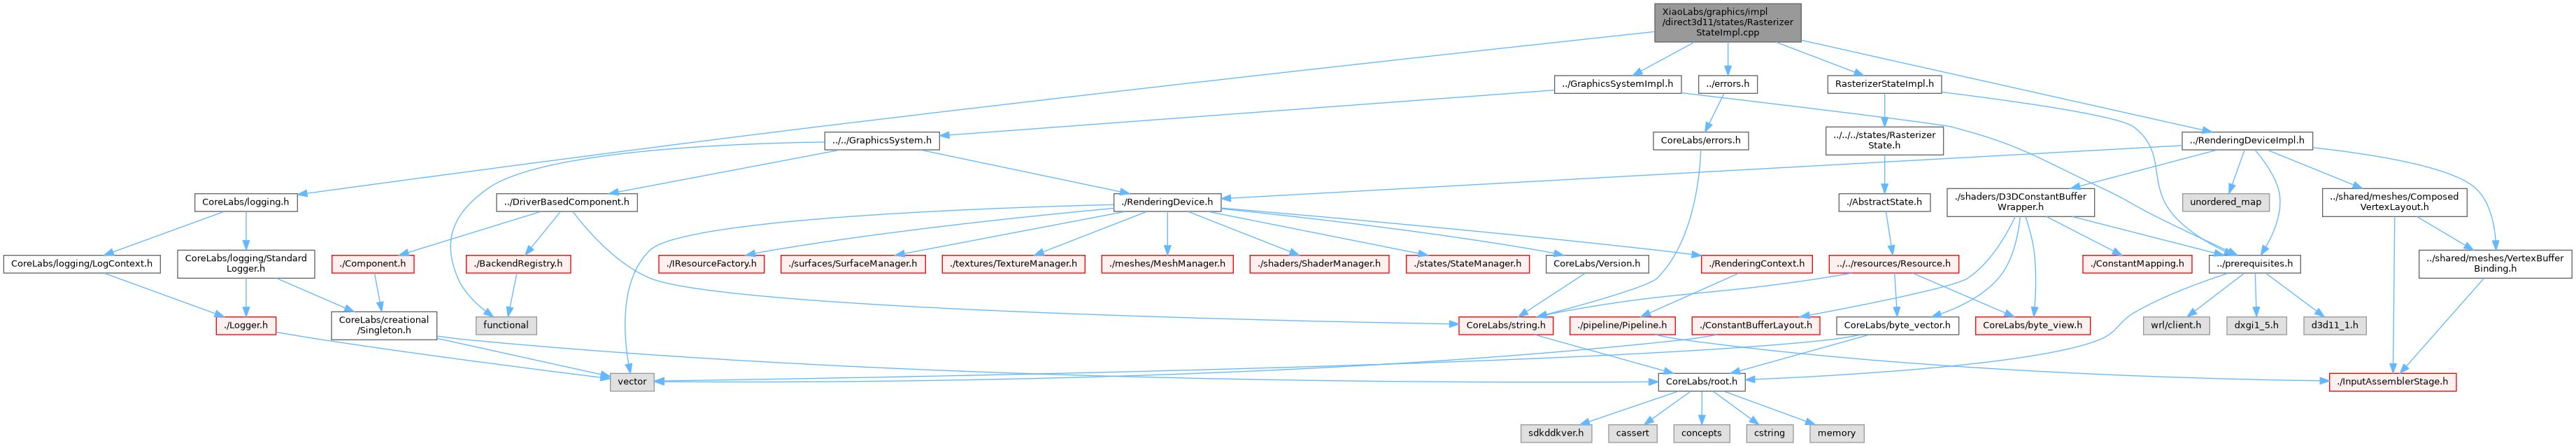 XiaoLabs/graphics/impl
/direct3d11/states/Rasterizer
StateImpl.cpp
../GraphicsSystemImpl.h
../errors.h
RasterizerStateImpl.h
../../GraphicsSystem.h
CoreLabs/errors.h
../../../states/Rasterizer
State.h
../RenderingDeviceImpl.h
CoreLabs/logging.h
../DriverBasedComponent.h
./RenderingDevice.h
./AbstractState.h
./shaders/D3DConstantBuffer
Wrapper.h
unordered_map
../shared/meshes/Composed
VertexLayout.h
CoreLabs/logging/LogContext.h
CoreLabs/logging/Standard
Logger.h
./Component.h
./BackendRegistry.h
./IResourceFactory.h
./surfaces/SurfaceManager.h
./textures/TextureManager.h
./meshes/MeshManager.h
./shaders/ShaderManager.h
./states/StateManager.h
CoreLabs/Version.h
./RenderingContext.h
../../resources/Resource.h
./ConstantMapping.h
../prerequisites.h
../shared/meshes/VertexBuffer
Binding.h
./Logger.h
CoreLabs/creational
/Singleton.h
functional
CoreLabs/string.h
./pipeline/Pipeline.h
./ConstantBufferLayout.h
CoreLabs/byte_vector.h
CoreLabs/byte_view.h
wrl/client.h
dxgi1_5.h
d3d11_1.h
vector
CoreLabs/root.h
./InputAssemblerStage.h
sdkddkver.h
cassert
concepts
cstring
memory